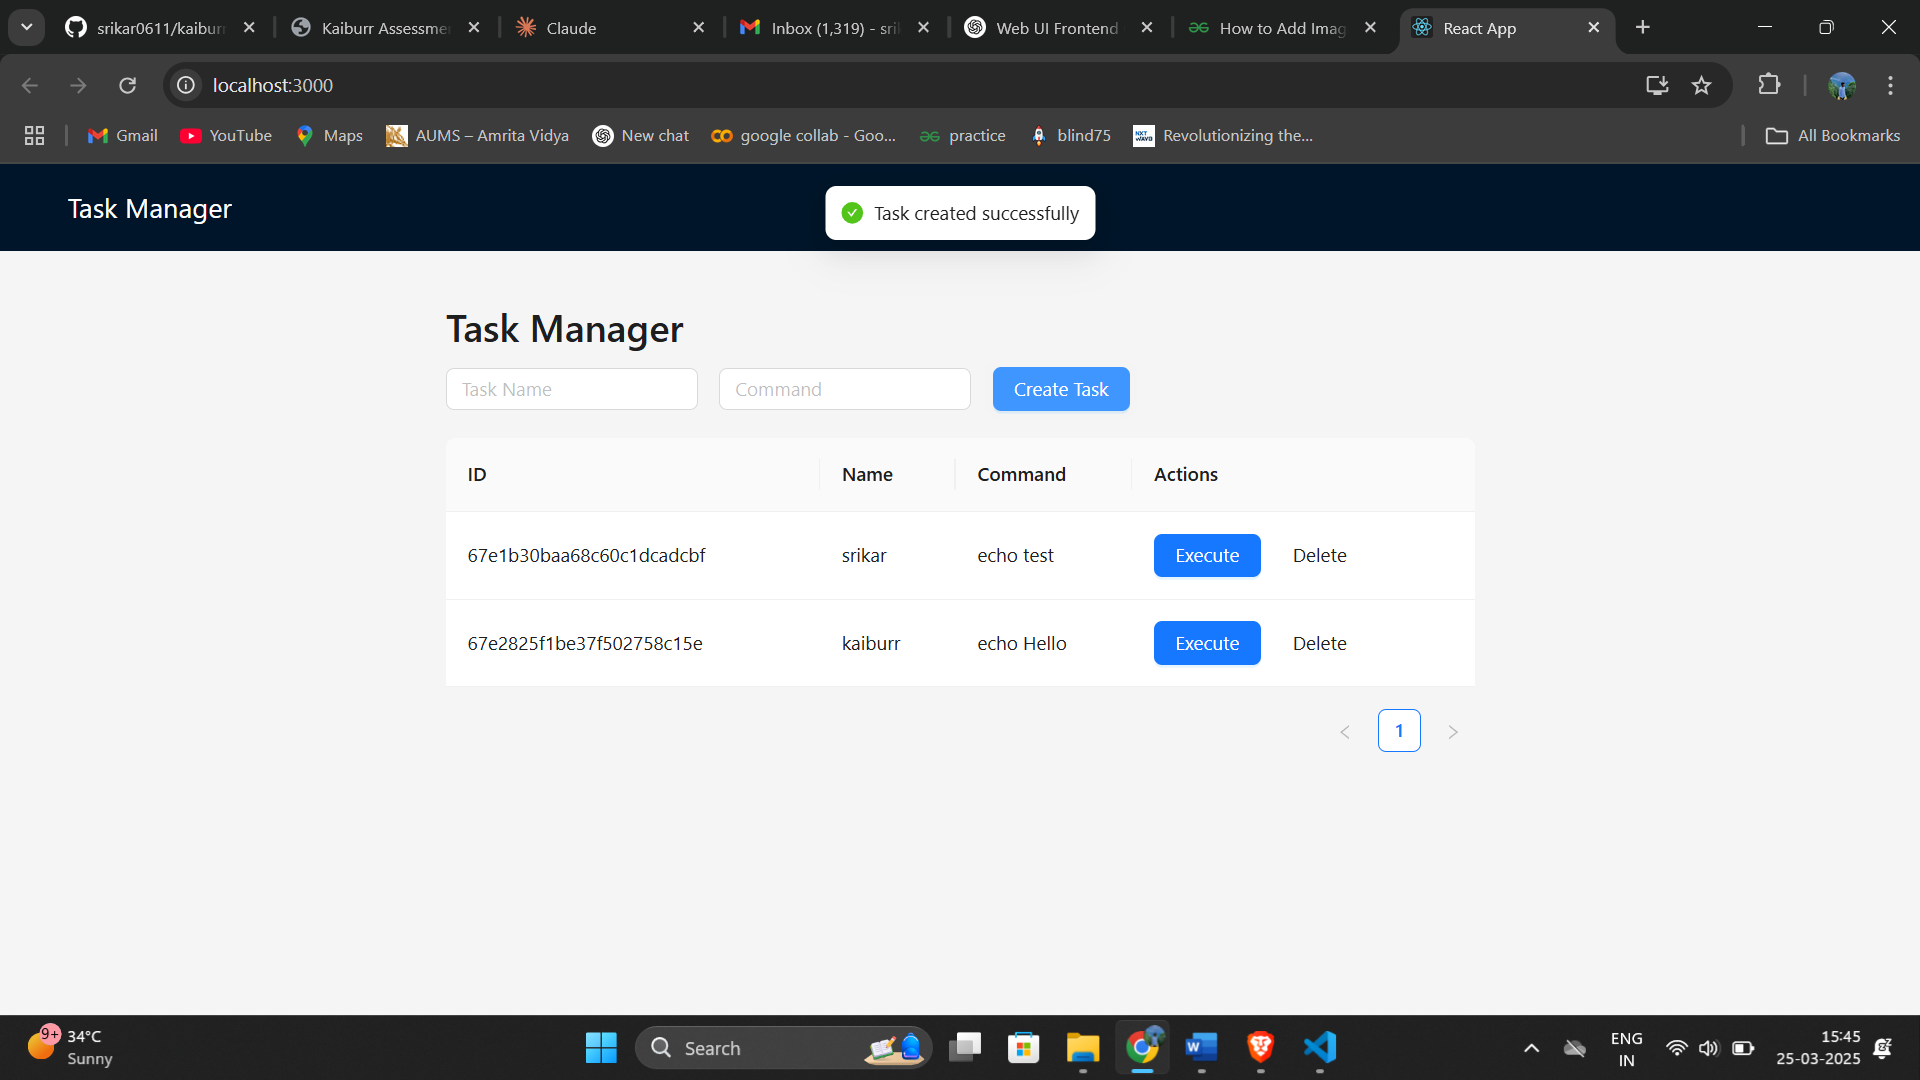 srikar0611/kaiburr
Kaiburr Assessme
Claude
Inbox (1,319) - sri
Web UI Frontend
How to Add Imag
React App
localhost:3000
Gmail
YouTube
Maps
AUMS – Amrita Vidya
New chat
google collab - Goo...
practice
blind75
NXT WAVE
Revolutionizing the...
All Bookmarks
Task Manager
Task created successfully
Task Manager
Task Name
Command
Create Task
ID Name Command Actions
67e1b30baa68c60c1dcadcbf srikar echo test Execute Delete
67e2825f1be37f502758c15e kaiburr echo Hello Execute Delete
1
9+
34°C
Sunny
Search
ENG
IN
15:45
25-03-2025